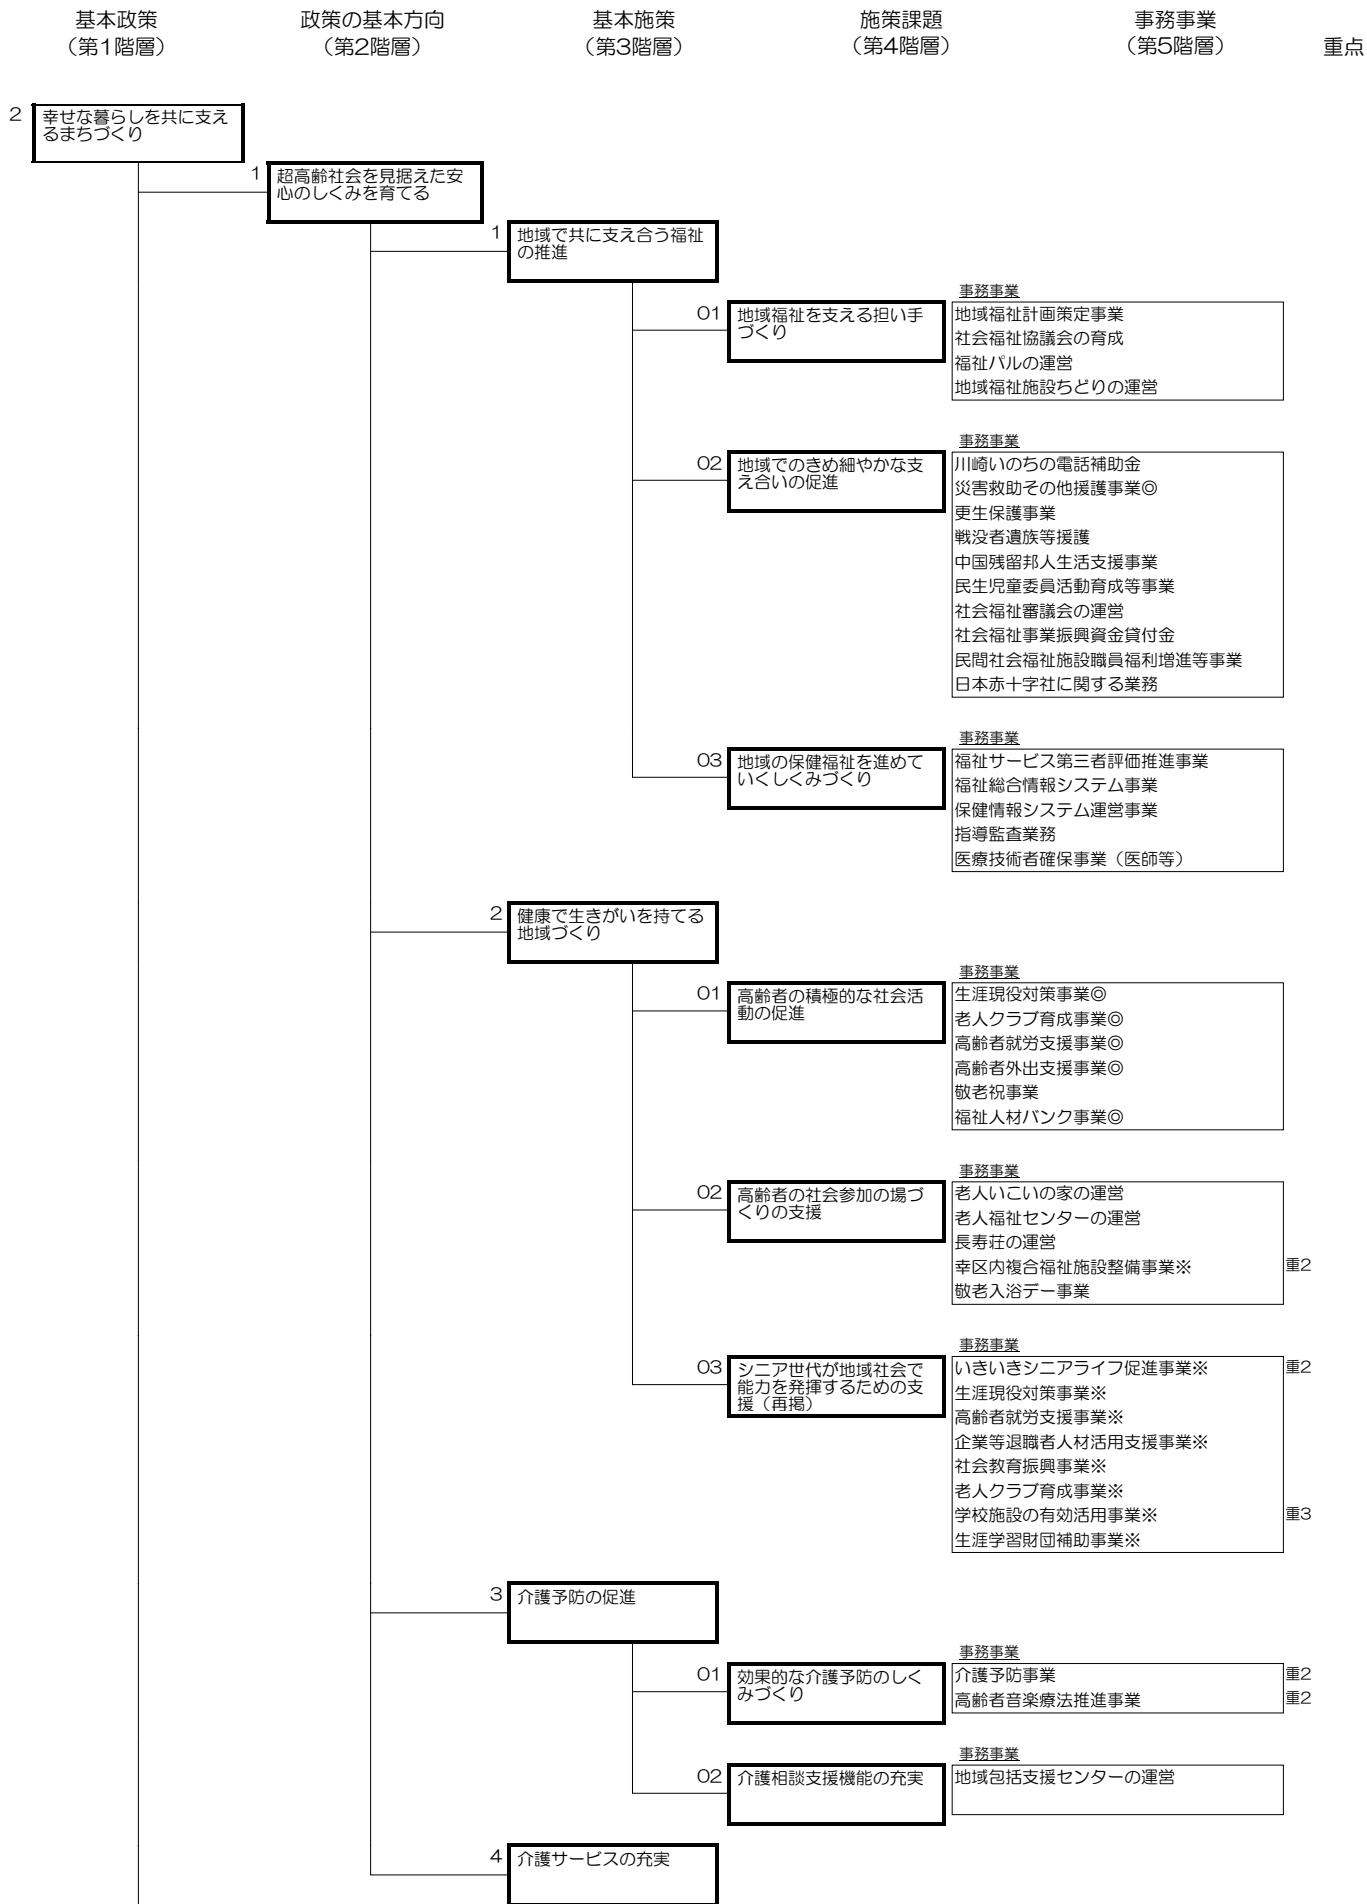 基本政策
（第1階層）
政策の基本方向
（第2階層）
基本施策
（第3階層）
施策課題
（第4階層）
事務事業
（第5階層）
重点
2 幸せな暮らしを共に支え
るまちづくり
1 超高齢社会を見据えた安
心のしくみを育てる
1 地域で共に支え合う福祉
の推進
01 地域福祉を支える担い手
づくり
事務事業
地域福祉計画策定事業
社会福祉協議会の育成
福祉パルの運営
地域福祉施設ちどりの運営
02 地域でのきめ細やかな支
え合いの促進
事務事業
川崎いのちの電話補助金
災害救助その他援護事業◎
更生保護事業
戦没者遺族等援護
中国残留邦人生活支援事業
民生児童委員活動育成等事業
社会福祉審議会の運営
社会福祉事業振興資金貸付金
民間社会福祉施設職員福利増進等事業
日本赤十字社に関する業務
03 地域の保健福祉を進めて
いくしくみづくり
事務事業
福祉サービス第三者評価推進事業
福祉総合情報システム事業
保健情報システム運営事業
指導監査業務
医療技術者確保事業（医師等）
2 健康で生きがいを持てる
地域づくり
01 高齢者の積極的な社会活
動の促進
事務事業
生涯現役対策事業◎
老人クラブ育成事業◎
高齢者就労支援事業◎
高齢者外出支援事業◎
敬老祝事業
福祉人材バンク事業◎
02 高齢者の社会参加の場づ
くりの支援
事務事業
老人いこいの家の運営
老人福祉センターの運営
長寿荘の運営
幸区内複合福祉施設整備事業※ 重2
敬老入浴デー事業
03 シニア世代が地域社会で
能力を発揮するための支
援（再掲）
事務事業
いきいきシニアライフ促進事業※ 重2
生涯現役対策事業※
高齢者就労支援事業※
企業等退職者人材活用支援事業※
社会教育振興事業※
老人クラブ育成事業※
学校施設の有効活用事業※ 重3
生涯学習財団補助事業※
3 介護予防の促進
01 効果的な介護予防のしく
みづくり
事務事業
介護予防事業 重2
高齢者音楽療法推進事業 重2
02 介護相談支援機能の充実
事務事業
地域包括支援センターの運営
4 介護サービスの充実